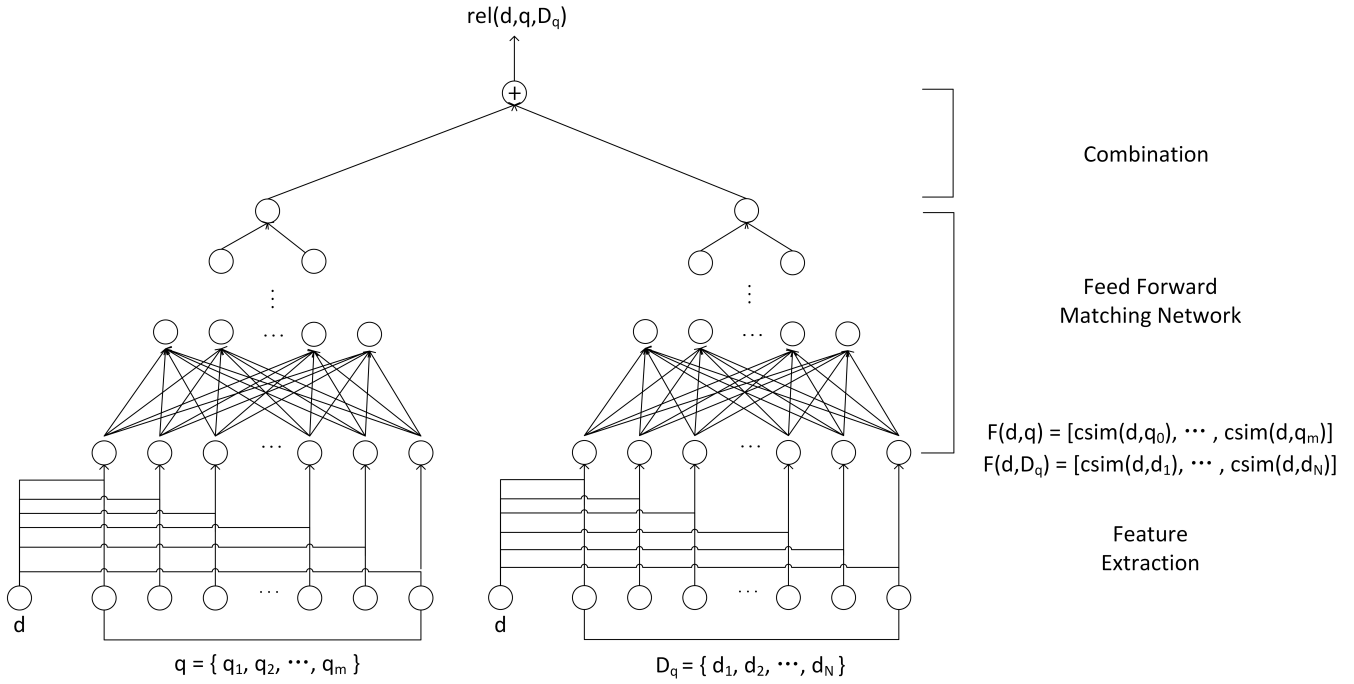 rel(d,q,D_q)
+
Combination
Feed Forward
Matching Network
F(d,q) = [csim(d,q_0), ⋯ , csim(d,q_m)]
F(d,D_q) = [csim(d,d_1), ⋯ , csim(d,d_N)]
Feature
Extraction
d
d
q = { q_1, q_2, ⋯, q_m }
D_q = { d_1, d_2, ⋯, d_N }